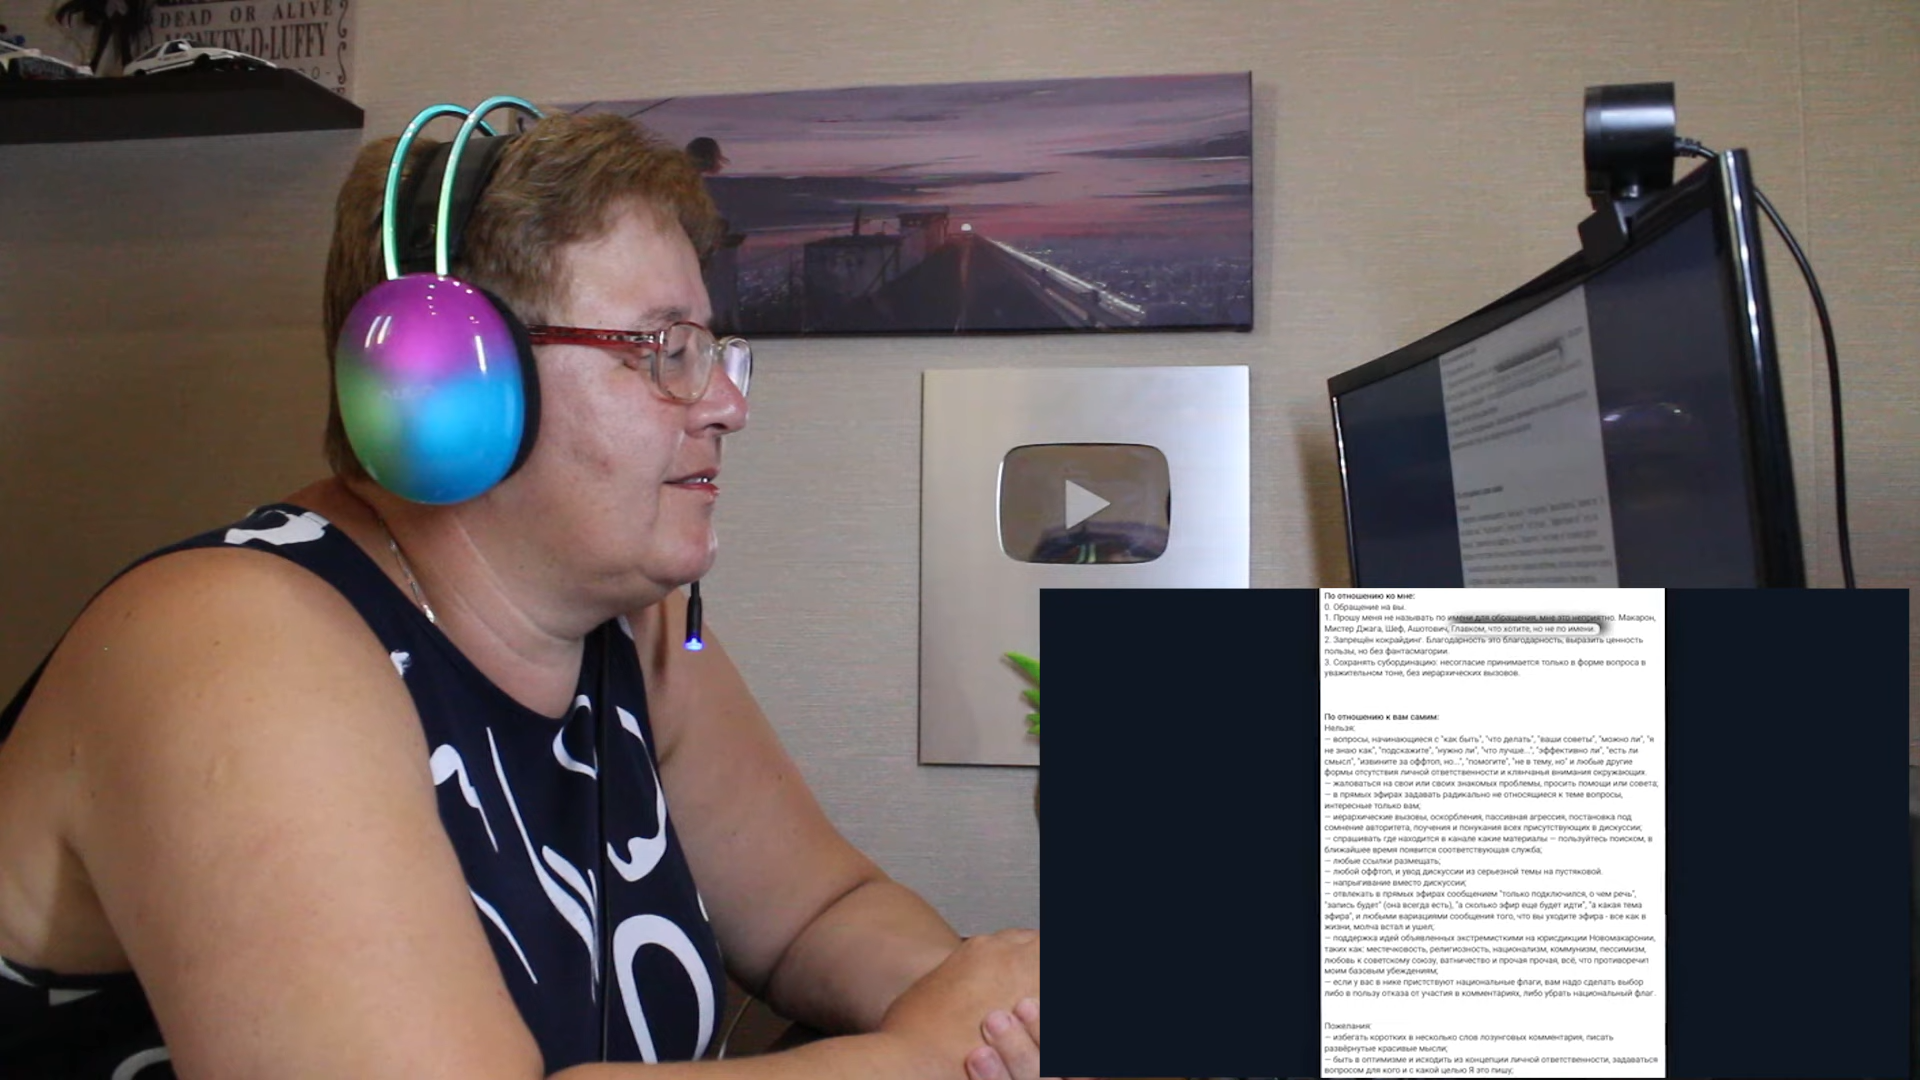 DEAD OR ALIVE
MONKEY·D·LUFFY
По отношению ко мне:
0. Обращение на вы.
1. Прошу меня не называть по имени для обращения, мне это неприятно. Макарон,
Мистер Джага, Шеф, Ашотович, Главком, что хотите, но не по имени.
2. Запрещён кокрайдинг. Благодарность это благодарность, выразить ценность
пользы, но без фантасмагории.
3. Сохранять субординацию: несогласие принимается только в форме вопроса в
уважительном тоне, без иерархических вызовов.
По отношению к вам самим:
Нельзя:
— вопросы, начинающиеся с "как быть", "что делать", "ваши советы", "можно ли", "я
не знаю как", "подскажите", "нужно ли", "что лучше...", "эффективно ли", "есть ли
смысл", "извините за оффтоп, но...", "помогите", "не в тему, но" и любые другие
формы отсутствия личной ответственности и клянчанья внимания окружающих.
— жаловаться на свои или своих знакомых проблемы, просить помощи или совета;
— в прямых эфирах задавать радикально не относящиеся к теме вопросы,
интересные только вам;
— иерархические вызовы, оскорбления, пассивная агрессия, постановка под
сомнение авторитета, поучения и понукания всех присутствующих в дискуссии;
— спрашивать где находится в канале какие материалы — пользуйтесь поиском, в
ближайшее время появится соответствующая служба;
— любые ссылки размещать;
— любой оффтоп, и увод дискуссии из серьезной темы на пустяковой.
— напрыгивание вместо дискуссии;
— отвлекать в прямых эфирах сообщением "только подключился, о чем речь",
"запись будет" (она всегда есть), "а сколько эфир еще будет идти", "а какая тема
эфира", и любыми вариациями сообщения того, что вы уходите эфира - все как в
жизни, молча встал и ушел;
— поддержка идей объявленных экстремисткими на юрисдикции Новомакаронии,
таких как: местечковость, религиозность, национализм, коммунизм, пессимизм,
любовь к советскому союзу, ватничество и прочая прочая, всё, что противоречит
моим базовым убеждениям;
— если у вас в нике пристствуют национальные флаги, вам надо сделать выбор
либо в пользу отказа от участия в комментариях, либо убрать национальный флаг.
Пожелания:
— избегать коротких в несколько слов лозунговых комментария, писать
развёрнутые красивые мысли;
— быть в оптимизме и исходить из концепции личной ответственности, задаваться
вопросом для кого и с какой целью Я это пишу;